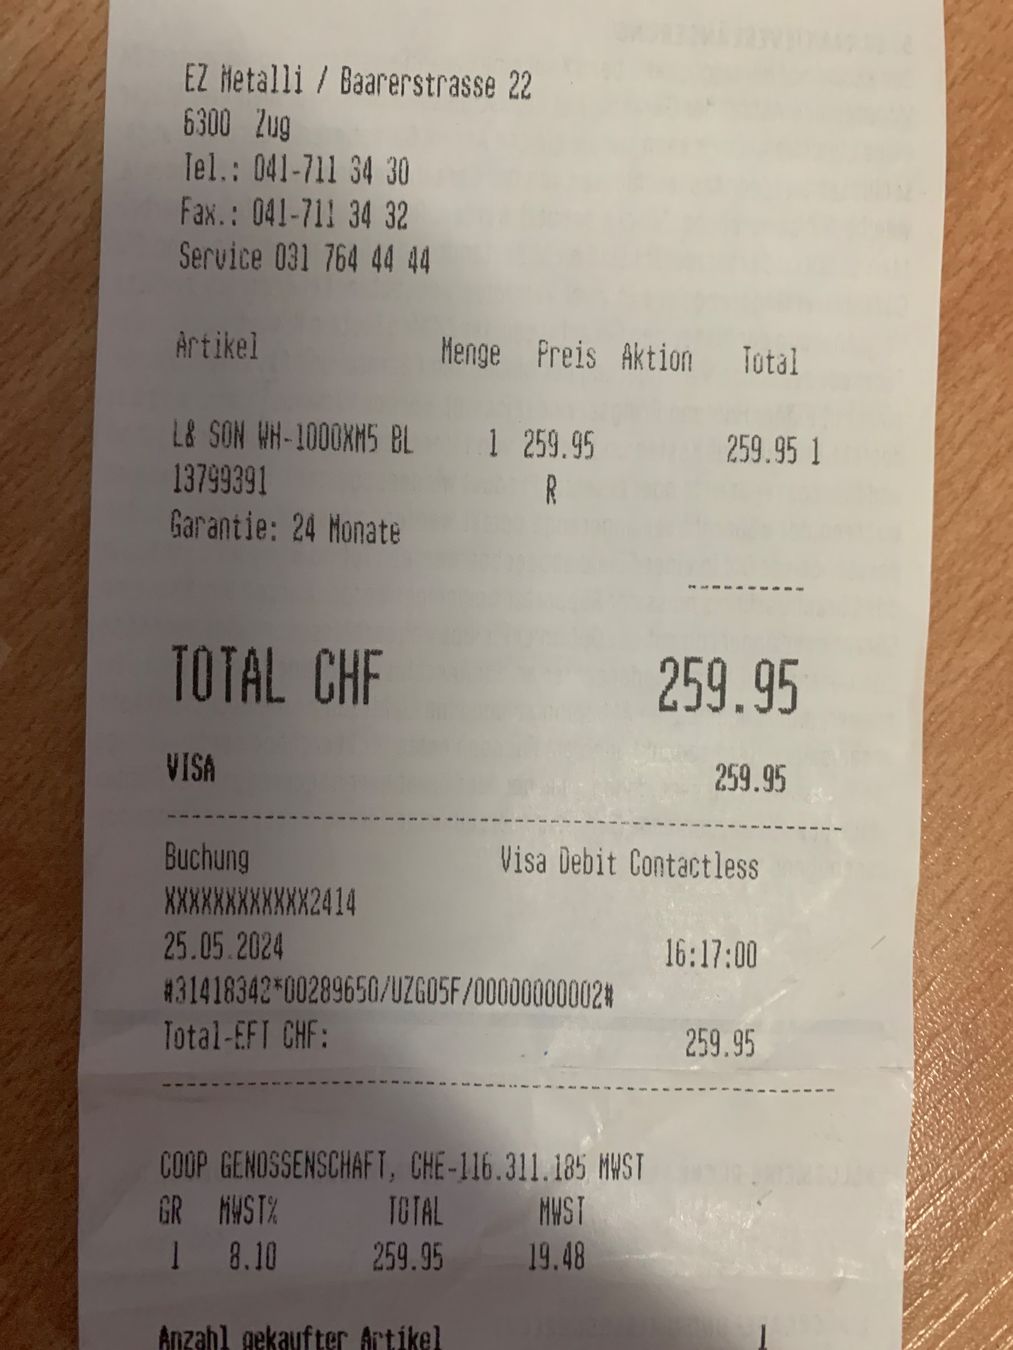 EZ Metalli / Baarerstrasse 22
6300 Zug
Tel.: 041-711 34 30
Fax.: 041-711 34 32
Service 031 764 44 44
Artikel Menge Preis Aktion Total
L& SON WH-1000XM5 BL 1 259.95 259.95 1
13799391 R
Garantie: 24 Monate
----------
TOTAL CHF 259.95
VISA 259.95
Buchung Visa Debit Contactless
XXXXXXXXXXXX2414
25.05.2024 16:17:00
#31418342*00289650/UZG05F/00000000002#
Total-EFT CHF: 259.95
COOP GENOSSENSCHAFT, CHE-116.311.185 MWST
GR MWST% TOTAL MWST
1 8.10 259.95 19.48
Anzahl gekaufter Artikel 1